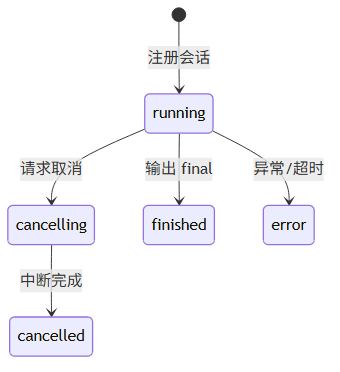 注册会话
running
请求取消
输出 final
异常/超时
cancelling
finished
error
中断完成
cancelled